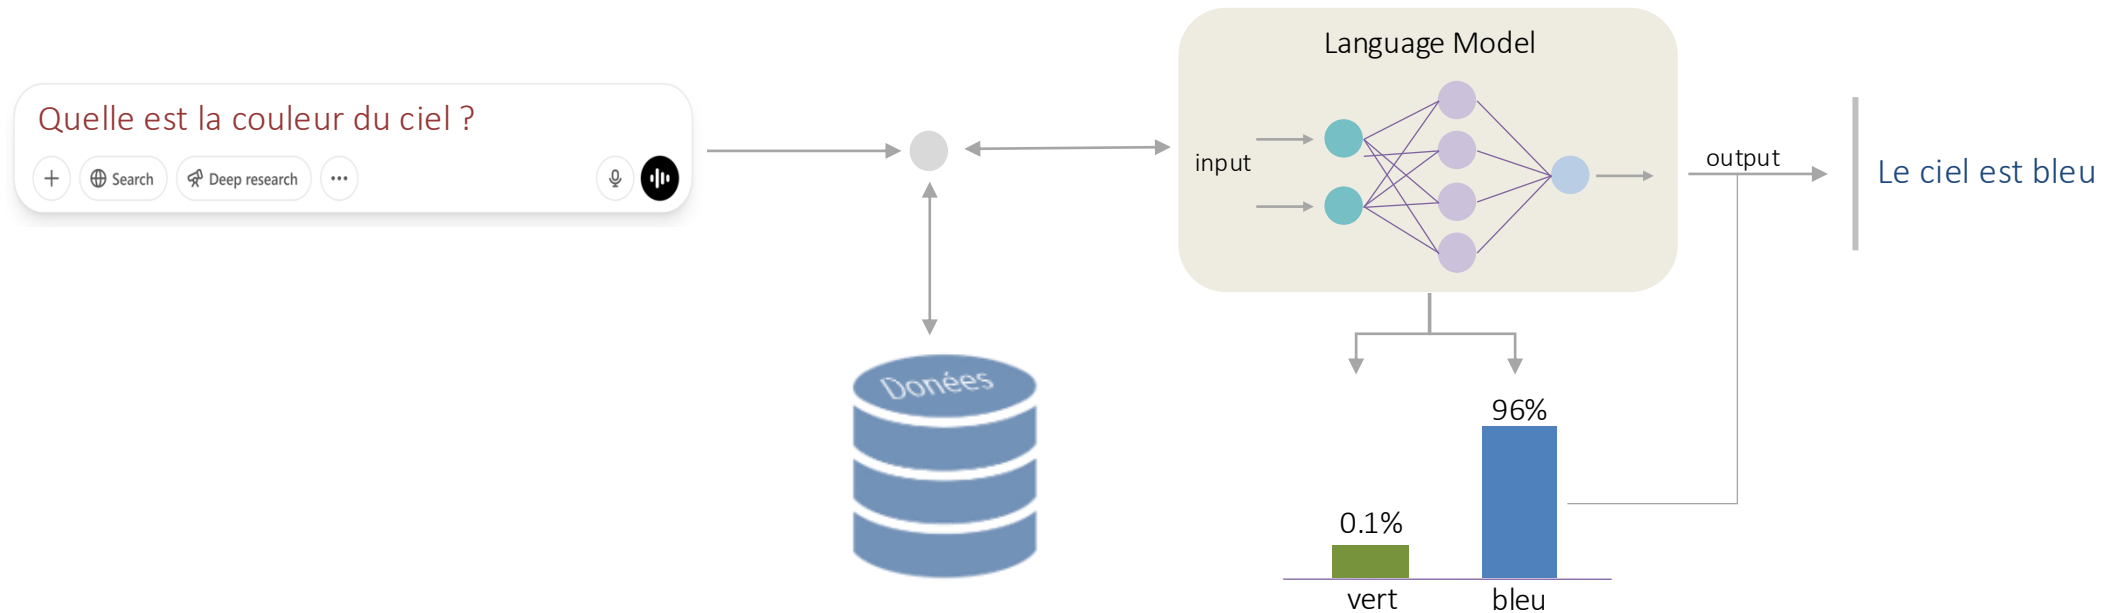 Quelle est la couleur du ciel ?
Search
Deep research
Language Model
input
output
Le ciel est bleu
Donées
96%
0.1%
vert
bleu